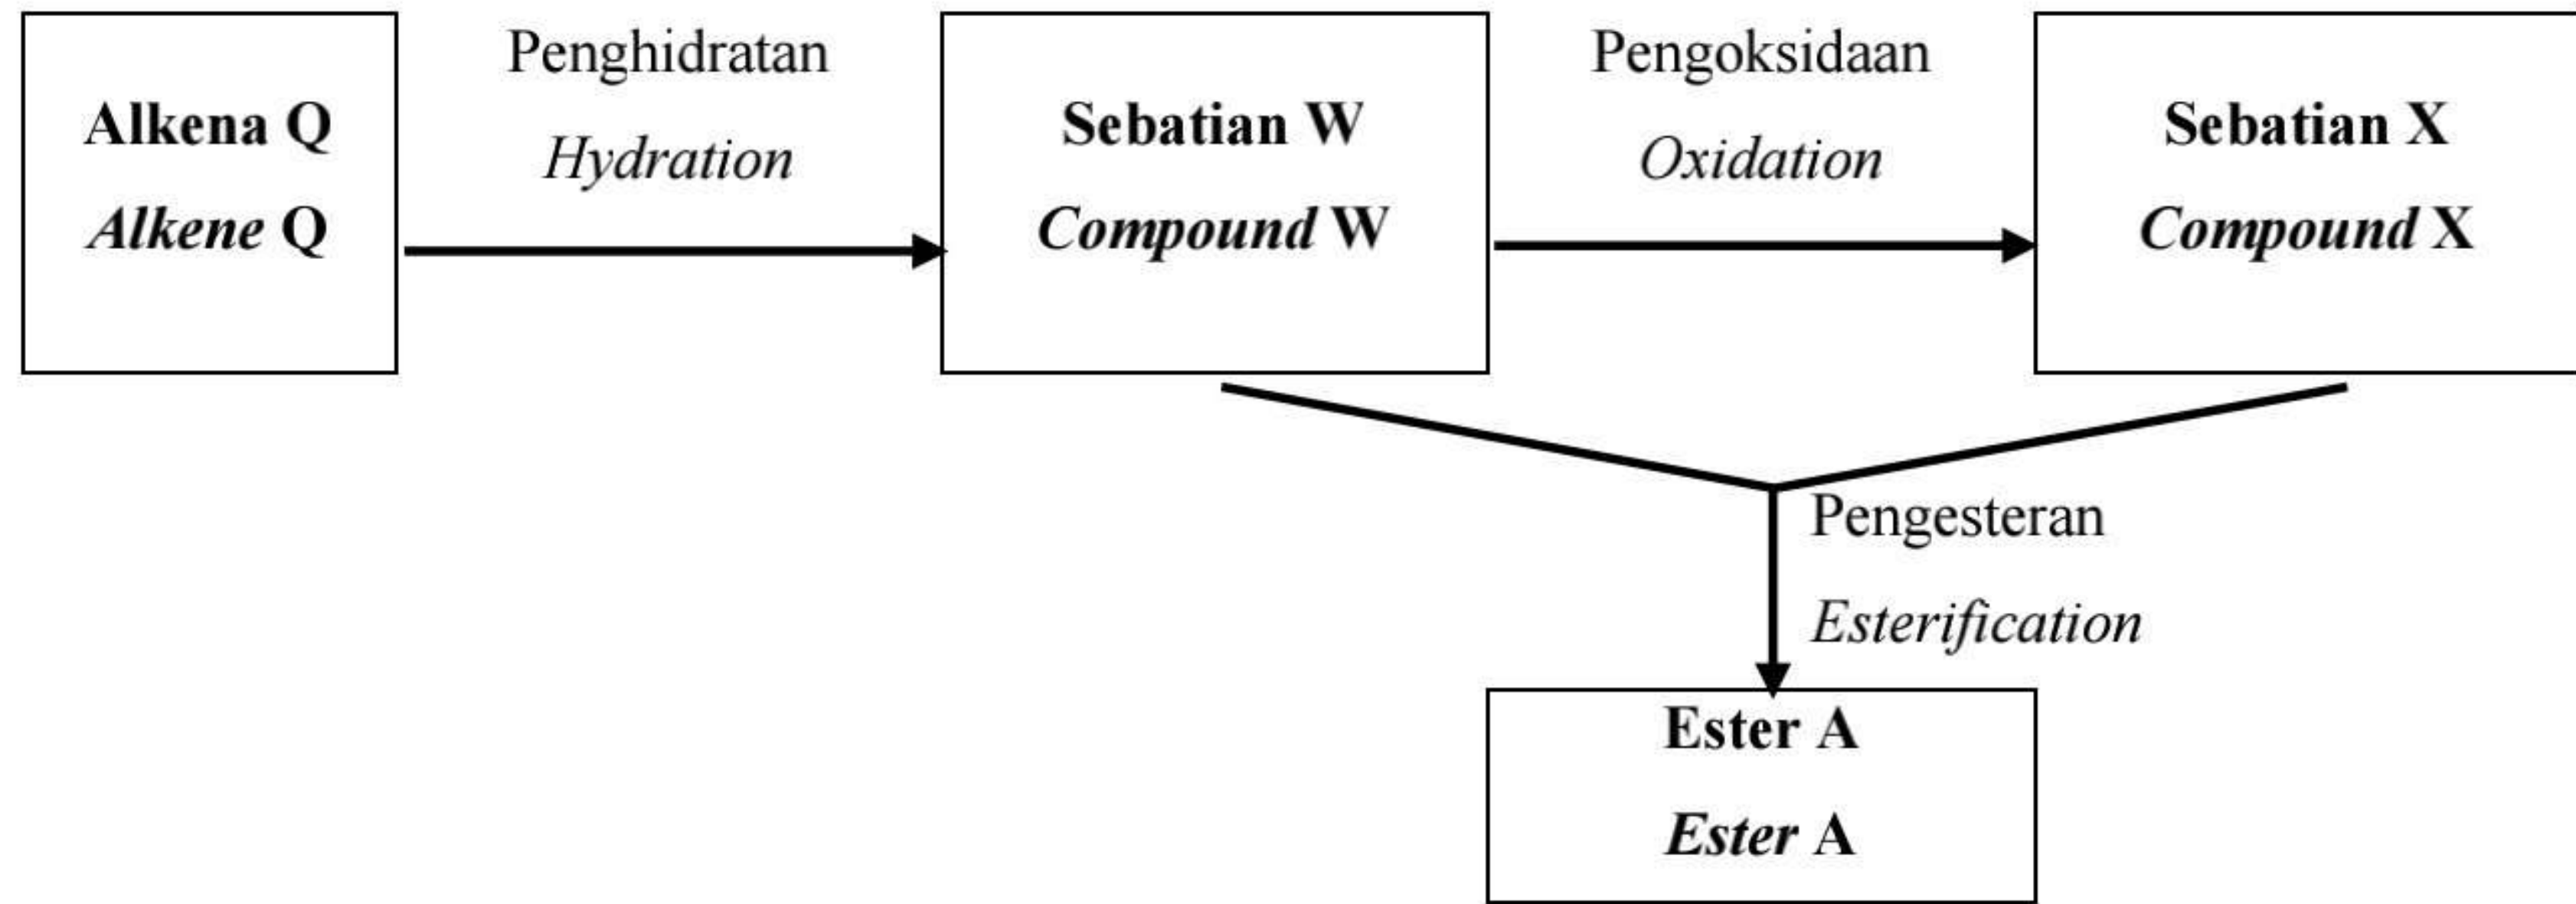 Alkena Q
Alkene Q
Penghidratan
Hydration
Sebatian W
Compound W
Pengoksidaan
Oxidation
Sebatian X
Compound X
Pengesteran
Esterification
Ester A
Ester A